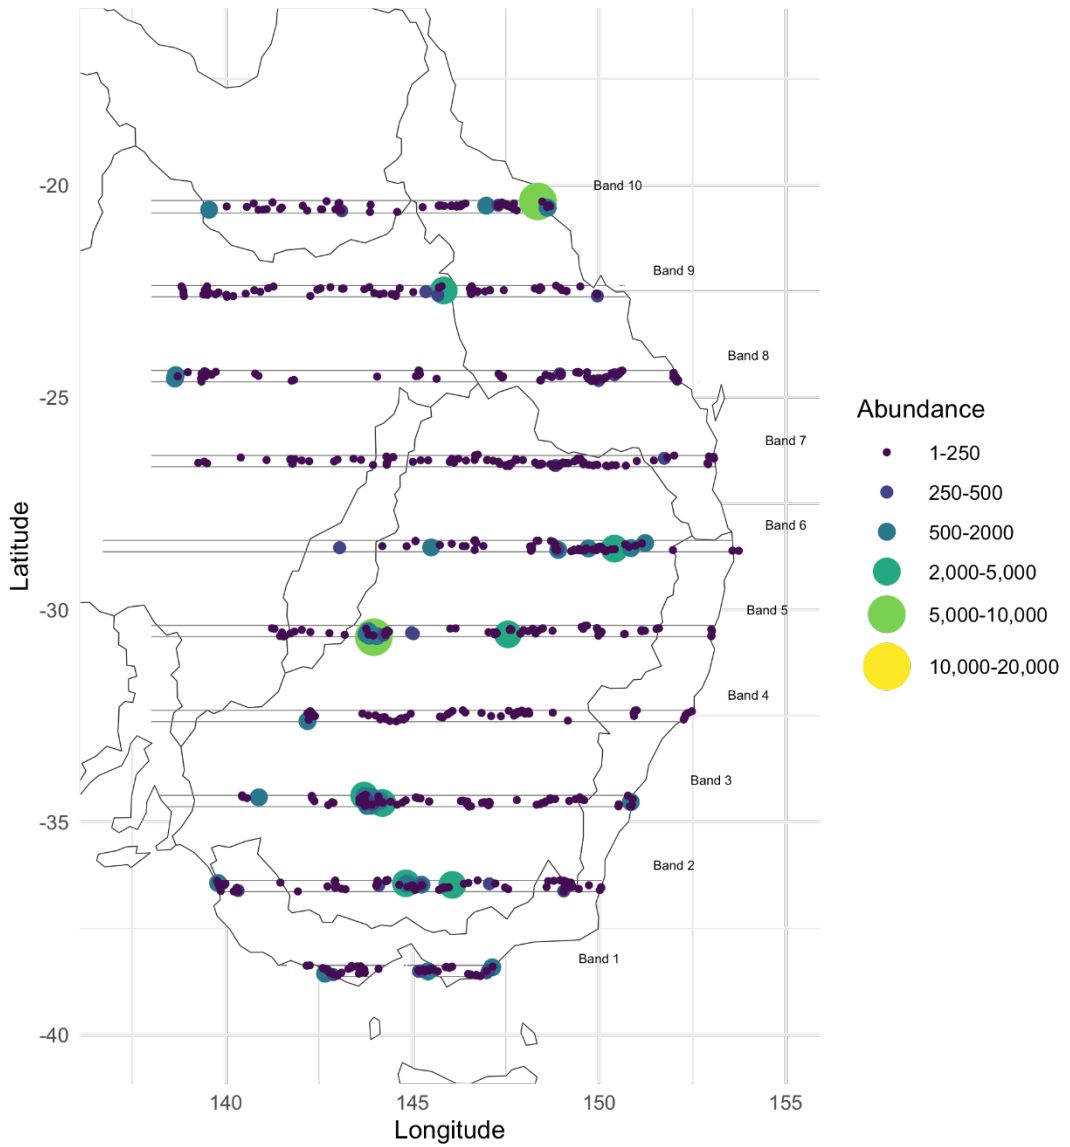 -20
-25
-30
-35
-40
140
145
150
155
Latitude
Longitude
Band 10
Band 9
Band 8
Band 7
Band 6
Band 5
Band 4
Band 3
Band 2
Band 1
Abundance
1-250
250-500
500-2000
2,000-5,000
5,000-10,000
10,000-20,000